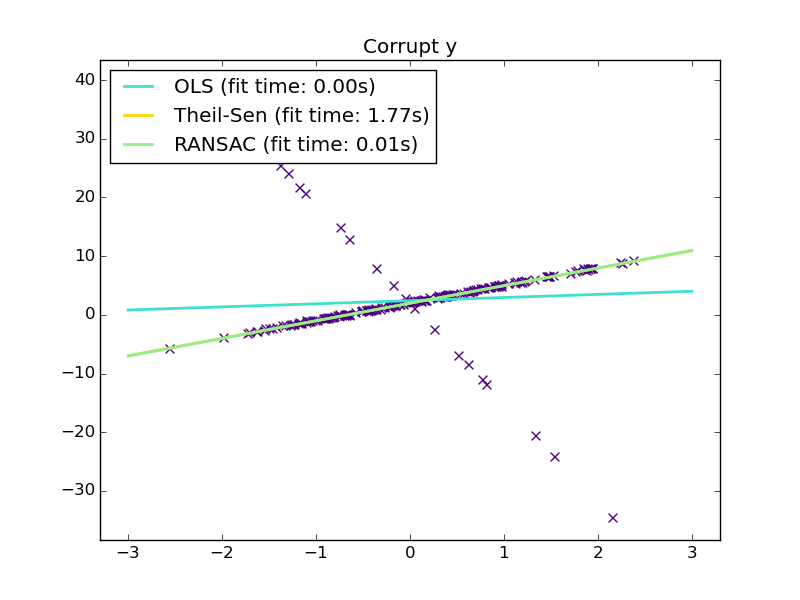 Corrupt y
40
30
20
10
0
−10
−20
−30
OLS (fit time: 0.00s)
Theil-Sen (fit time: 1.77s)
RANSAC (fit time: 0.01s)
−3 −2 −1 0 1 2 3